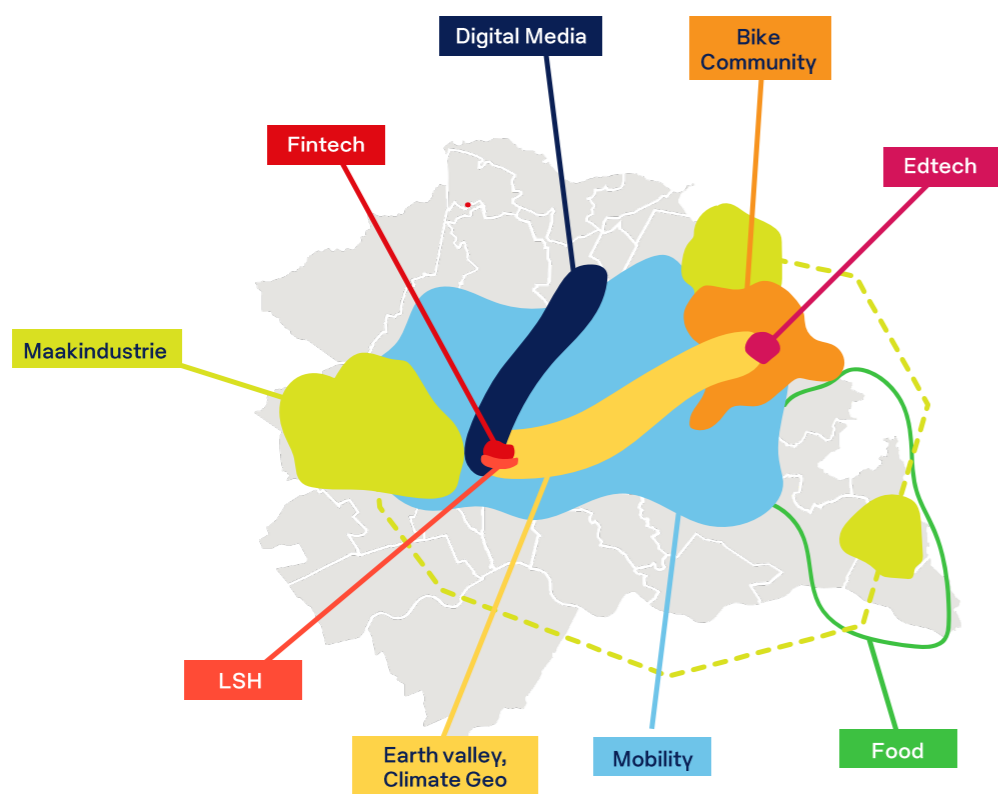 Digital Media
Bike
Community
Fintech
Edtech
Maakindustrie
LSH
Earth valley,
Climate Geo
Mobility
Food